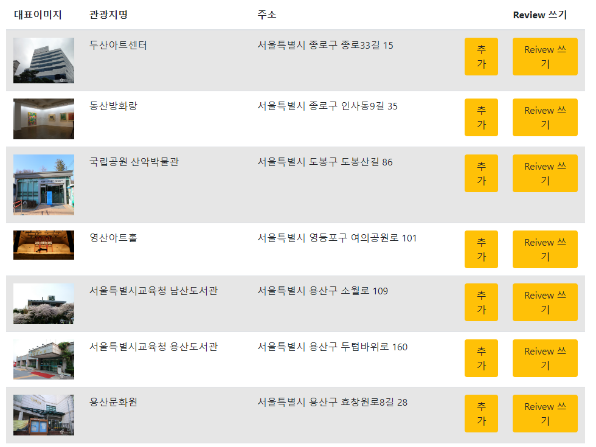 대표이미지 관광지명 주소 Review 쓰기
두산아트센터 서울특별시 종로구 종로33길 15 추가 Reivew 쓰기
동산방화랑 서울특별시 종로구 인사동9길 35 추가 Reivew 쓰기
국립공원 산악박물관 서울특별시 도봉구 도봉산길 86 추가 Reivew 쓰기
영산아트홀 서울특별시 영등포구 여의공원로 101 추가 Reivew 쓰기
서울특별시교육청 남산도서관 서울특별시 용산구 소월로 109 추가 Reivew 쓰기
서울특별시교육청 용산도서관 서울특별시 용산구 두텁바위로 160 추가 Reivew 쓰기
용산문화원 서울특별시 용산구 효창원로8길 28 추가 Reivew 쓰기